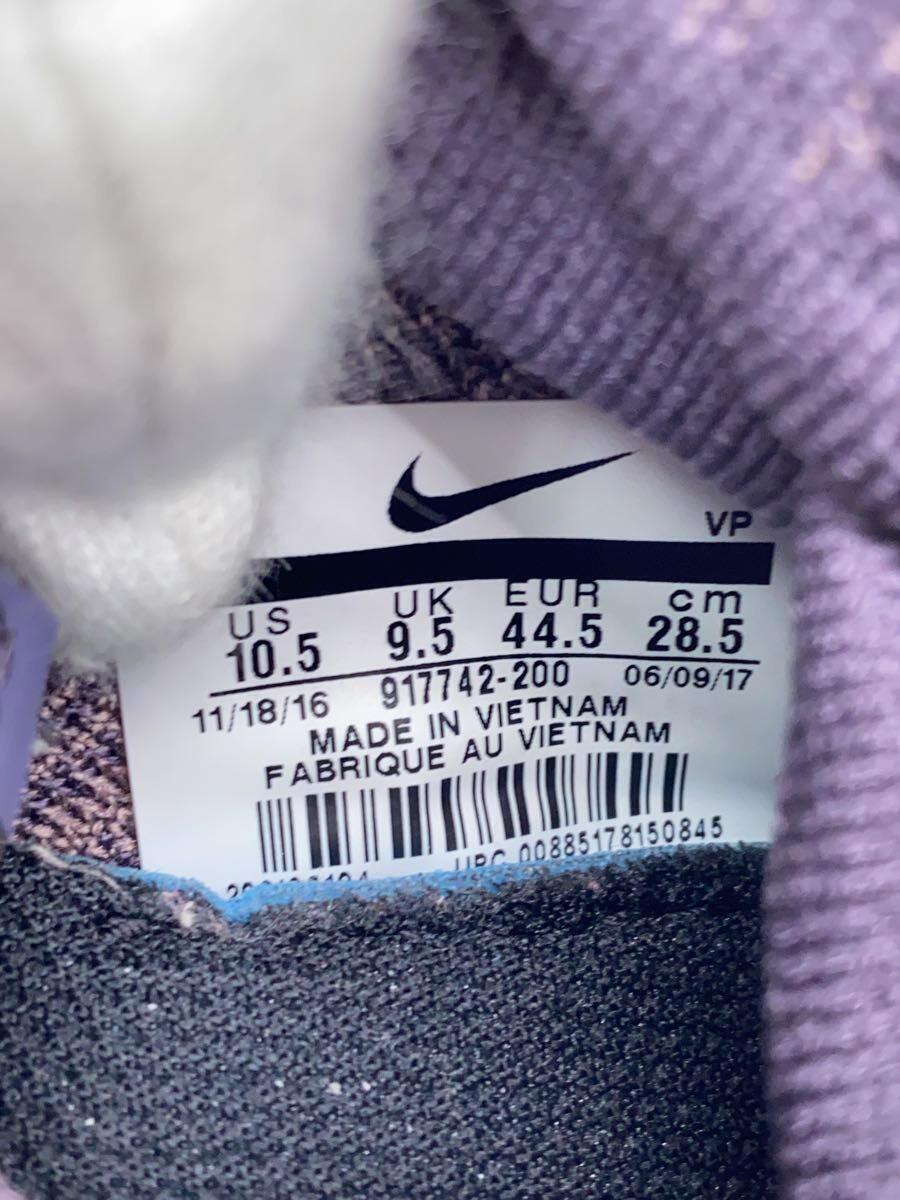 VP
US UK EUR cm
10.5 9.5 44.5 28.5
11/18/16 917742-200 06/09/17
MADE IN VIETNAM
FABRIQUE AU VIETNAM
UPC 00885178150845